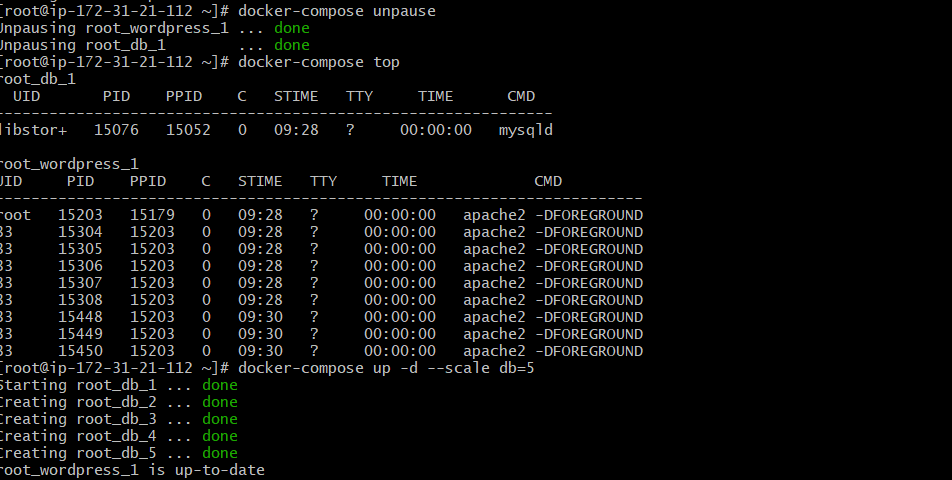 [root@ip-172-31-21-112 ~]# docker-compose unpause
Unpausing root_wordpress_1 ... done
Unpausing root_db_1        ... done
[root@ip-172-31-21-112 ~]# docker-compose top
root_db_1
  UID       PID    PPID   C   STIME   TTY     TIME      CMD
-------------------------------------------------------------
libstor+   15076   15052   0   09:28   ?     00:00:00   mysqld
root_wordpress_1
UID     PID    PPID    C   STIME   TTY     TIME             CMD
-----------------------------------------------------------------------
root   15203   15179   0   09:28   ?     00:00:00   apache2 -DFOREGROUND
33     15304   15203   0   09:28   ?     00:00:00   apache2 -DFOREGROUND
33     15305   15203   0   09:28   ?     00:00:00   apache2 -DFOREGROUND
33     15306   15203   0   09:28   ?     00:00:00   apache2 -DFOREGROUND
33     15307   15203   0   09:28   ?     00:00:00   apache2 -DFOREGROUND
33     15308   15203   0   09:28   ?     00:00:00   apache2 -DFOREGROUND
33     15448   15203   0   09:30   ?     00:00:00   apache2 -DFOREGROUND
33     15449   15203   0   09:30   ?     00:00:00   apache2 -DFOREGROUND
33     15450   15203   0   09:30   ?     00:00:00   apache2 -DFOREGROUND
[root@ip-172-31-21-112 ~]# docker-compose up -d --scale db=5
Starting root_db_1 ... done
Creating root_db_2 ... done
Creating root_db_3 ... done
Creating root_db_4 ... done
Creating root_db_5 ... done
root_wordpress_1 is up-to-date